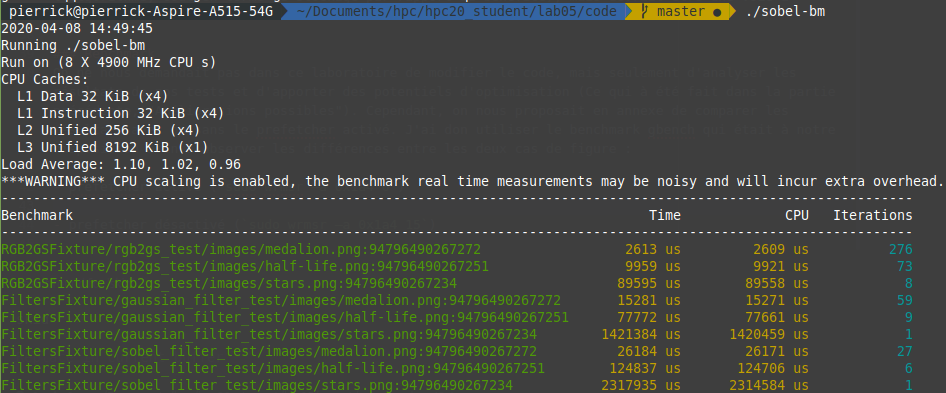 pierrick@pierrick-Aspire-A515-54G ~/Documents/hpc/hpc20_student/lab05/code master ● ./sobel-bm
2020-04-08 14:49:45
Running ./sobel-bm
Run on (8 X 4900 MHz CPU s)
CPU Caches:
  L1 Data 32 KiB (x4)
  L1 Instruction 32 KiB (x4)
  L2 Unified 256 KiB (x4)
  L3 Unified 8192 KiB (x1)
Load Average: 1.10, 1.02, 0.96
***WARNING*** CPU scaling is enabled, the benchmark real time measurements may be noisy and will incur extra overhead.
------------------------------------------------------------------------------------------------------------------
Benchmark Time CPU Iterations
------------------------------------------------------------------------------------------------------------------
RGB2GSFixture/rgb2gs_test/images/medalion.png:94796490267272 2613 us 2609 us 276
RGB2GSFixture/rgb2gs_test/images/half-life.png:94796490267251 9959 us 9921 us 73
RGB2GSFixture/rgb2gs_test/images/stars.png:94796490267234 89595 us 89558 us 8
FiltersFixture/gaussian_filter_test/images/medalion.png:94796490267272 15281 us 15271 us 59
FiltersFixture/gaussian_filter_test/images/half-life.png:94796490267251 77772 us 77661 us 9
FiltersFixture/gaussian_filter_test/images/stars.png:94796490267234 1421384 us 1420459 us 1
FiltersFixture/sobel_filter_test/images/medalion.png:94796490267272 26184 us 26171 us 27
FiltersFixture/sobel_filter_test/images/half-life.png:94796490267251 124837 us 124706 us 6
FiltersFixture/sobel_filter_test/images/stars.png:94796490267234 2317935 us 2314584 us 1